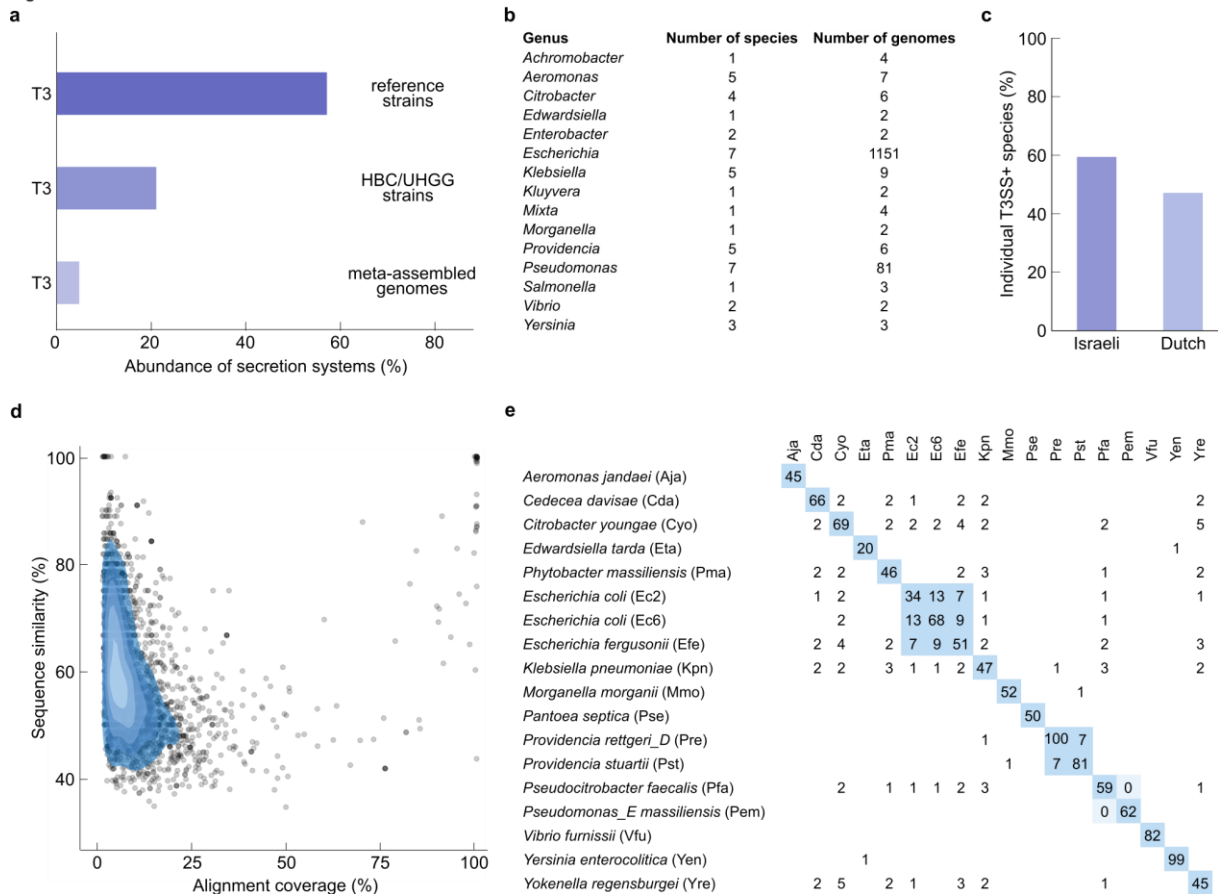 a
T3
reference
strains
T3
HBC/UHGG
strains
T3
meta-assembled
genomes
0 20 40 60 80
Abundance of secretion systems (%)
b
Genus Number of species Number of genomes
Achromobacter 1 4
Aeromonas 5 7
Citrobacter 4 6
Edwardsiella 1 2
Enterobacter 2 2
Escherichia 7 1151
Klebsiella 5 9
Kluyvera 1 2
Mixta 1 4
Morganella 1 2
Providencia 5 6
Pseudomonas 7 81
Salmonella 1 3
Vibrio 2 2
Yersinia 3 3
c
Individual T3SS+ species (%)
100
80
60
40
20
0
Israeli Dutch
d
Sequence similarity (%)
100
80
60
40
0 25 50 75 100
Alignment coverage (%)
e
Aja Cda Cyo Eta Pma Ec2 Ec6 Efe Kpn Mmo Pse Pre Pst Pfa Pem Vfu Yen Yre
Aeromonas jandaei (Aja) 45
Cedecea davisae (Cda) 66 2 2 1 2 2 2
Citrobacter youngae (Cyo) 2 69 2 2 2 4 2 2 5
Edwardsiella tarda (Eta) 20 1
Phytobacter massiliensis (Pma) 2 2 46 2 3 1 2
Escherichia coli (Ec2) 1 2 34 13 7 1 1 1
Escherichia coli (Ec6) 2 13 68 9 1 1
Escherichia fergusonii (Efe) 2 4 2 7 9 51 2 2 3
Klebsiella pneumoniae (Kpn) 2 2 3 1 1 2 47 1 3 2
Morganella morganii (Mmo) 52 1
Pantoea septica (Pse) 50
Providencia rettgeri_D (Pre) 1 100 7
Providencia stuartii (Pst) 1 7 81
Pseudocitrobacter faecalis (Pfa) 2 1 1 1 2 3 59 0 1
Pseudomonas_E massiliensis (Pem) 0 62
Vibrio furnissii (Vfu) 82
Yersinia enterocolitica (Yen) 1 99
Yokenella regensburgei (Yre) 2 5 2 1 3 2 1 45